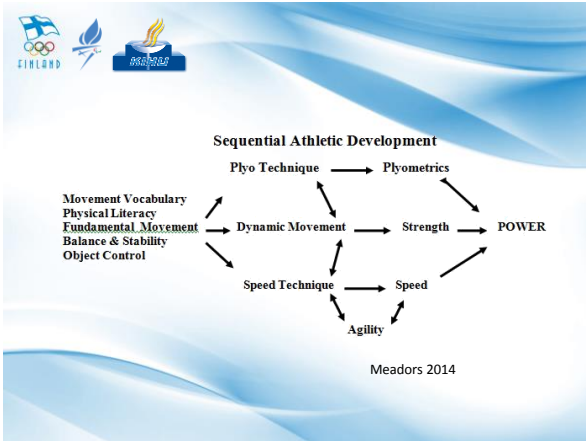 FINLAND
KIHU
Sequential Athletic Development
Plyo Technique
Plyometrics
Movement Vocabulary
Physical Literacy
Fundamental Movement
Balance & Stability
Object Control
Dynamic Movement
Strength
POWER
Speed Technique
Speed
Agility
Meadors 2014